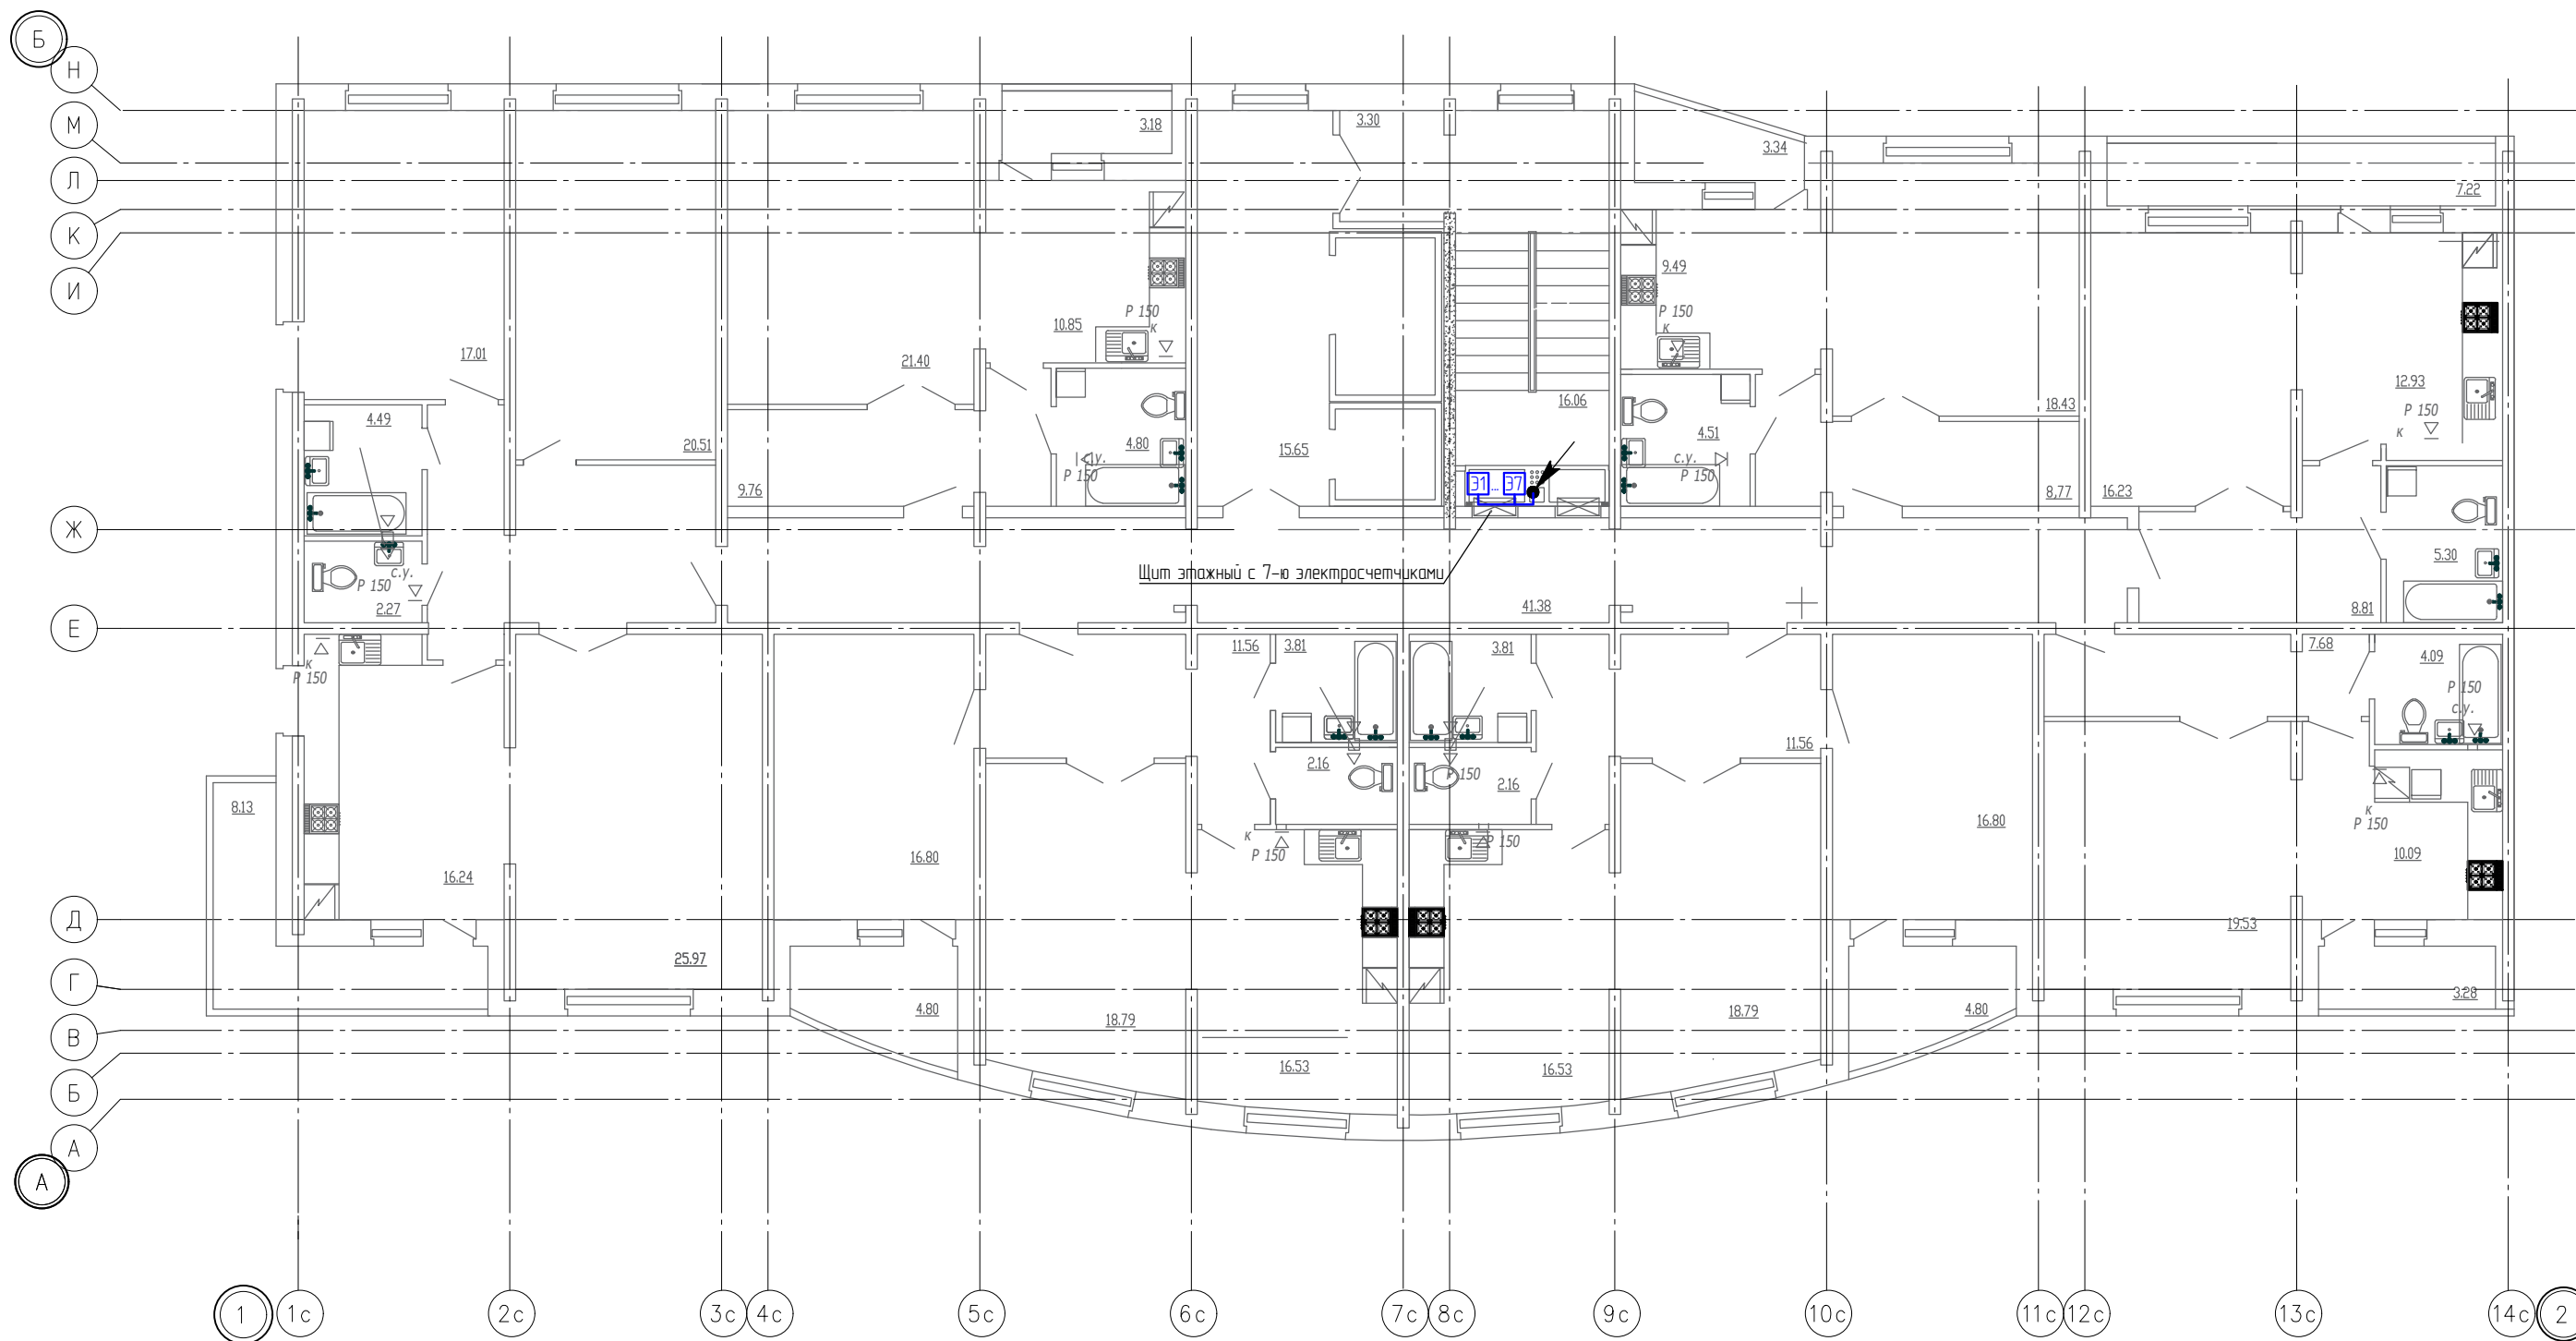 Б
Н
М
3.18
3.30
3.34
Л
7.22
К
9.49
И
Р 150
к
10.85
Р 150
к
17.01
21.40
12.93
Р 150
к
4.49
16.06
18.43
20.51
4.80
15.65
4.51
с.у.
Р 150
с.у.
Р 150
9.76
Э1
...
Э7
8,77
16.23
Ж
5.30
Щит этажный с 7-ю электросчетчиками
с.у.
Р 150
2.27
41.38
8.81
Е
11.56
3.81
3.81
7.68
4.09
к
Р 150
Р 150
с.у.
11.56
2.16
Р 150
2.16
8.13
к
Р 150
Р 150
16.80
к
Р 150
16.80
10.09
16.24
Д
19.53
25.97
Г
3.28
4.80
18.79
18.79
4.80
В
16.53
16.53
Б
А
А
1
1с
2с
3с
4с
5с
6с
7с
8с
9с
10с
11с
12с
13с
14с
2